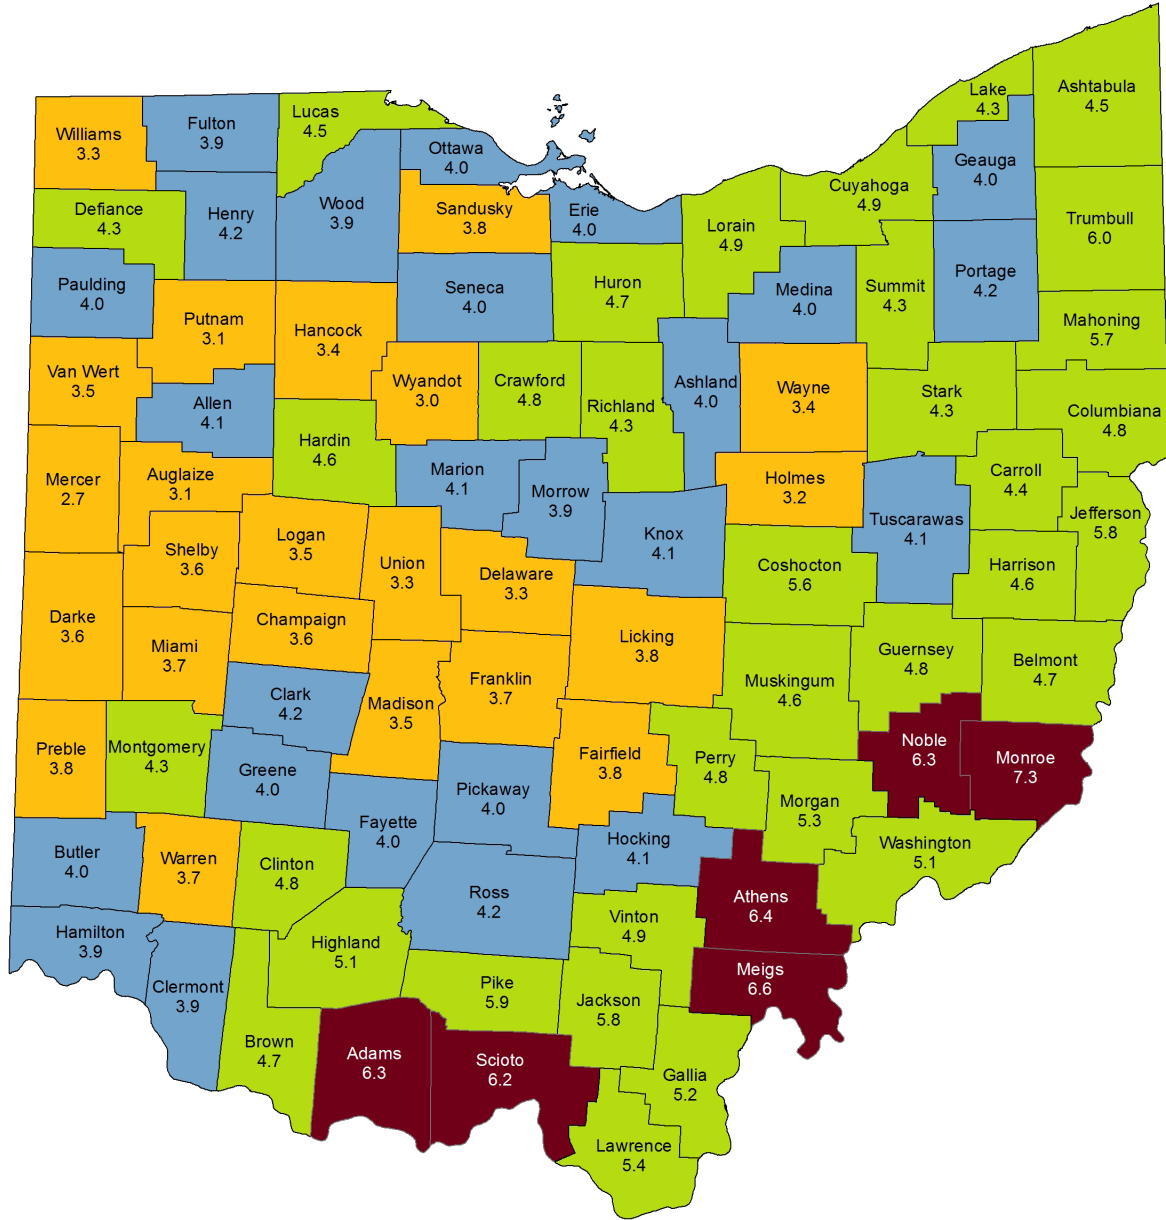 Lake
4.3
Ashtabula
4.5
Williams
3.3
Fulton
3.9
Lucas
4.5
Ottawa
4.0
Geauga
4.0
Cuyahoga
4.9
Defiance
4.3
Henry
4.2
Wood
3.9
Sandusky
3.8
Erie
4.0
Lorain
4.9
Trumbull
6.0
Paulding
4.0
Seneca
4.0
Huron
4.7
Medina
4.0
Summit
4.3
Portage
4.2
Putnam
3.1
Hancock
3.4
Mahoning
5.7
Van Wert
3.5
Allen
4.1
Wyandot
3.0
Crawford
4.8
Richland
4.3
Ashland
4.0
Wayne
3.4
Stark
4.3
Columbiana
4.8
Hardin
4.6
Mercer
2.7
Auglaize
3.1
Marion
4.1
Morrow
3.9
Holmes
3.2
Carroll
4.4
Jefferson
5.8
Tuscarawas
4.1
Knox
4.1
Logan
3.5
Shelby
3.6
Union
3.3
Delaware
3.3
Coshocton
5.6
Harrison
4.6
Darke
3.6
Champaign
3.6
Miami
3.7
Licking
3.8
Guernsey
4.8
Belmont
4.7
Clark
4.2
Madison
3.5
Franklin
3.7
Muskingum
4.6
Preble
3.8
Montgomery
4.3
Greene
4.0
Fairfield
3.8
Perry
4.8
Noble
6.3
Monroe
7.3
Pickaway
4.0
Morgan
5.3
Fayette
4.0
Hocking
4.1
Washington
5.1
Butler
4.0
Warren
3.7
Clinton
4.8
Ross
4.2
Athens
6.4
Vinton
4.9
Hamilton
3.9
Highland
5.1
Clermont
3.9
Pike
5.9
Jackson
5.8
Meigs
6.6
Brown
4.7
Adams
6.3
Scioto
6.2
Gallia
5.2
Lawrence
5.4